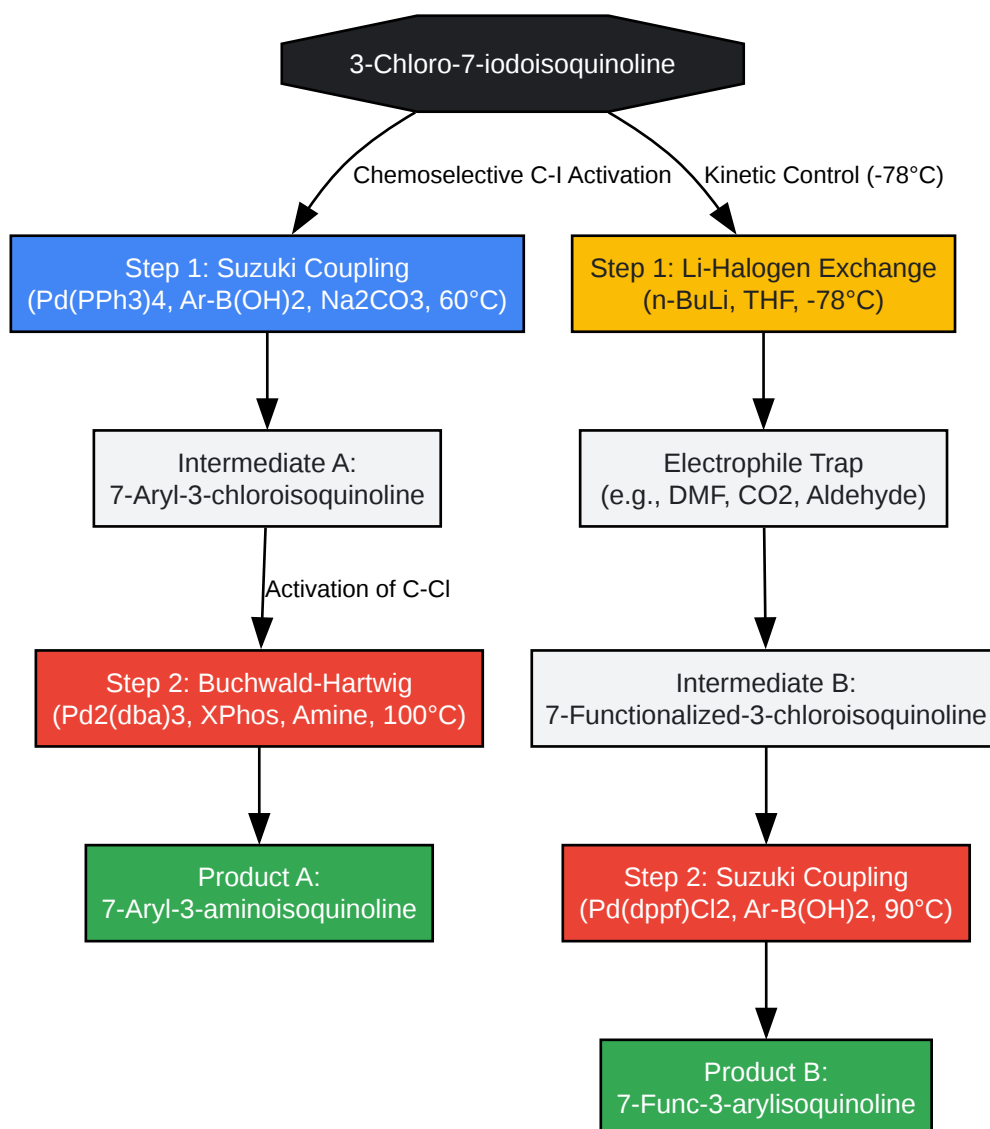 3-Chloro-7-iodoisoquinoline
Chemoselective C-I Activation
Kinetic Control (-78°C)
Step 1: Suzuki Coupling
(Pd(PPh3)4, Ar-B(OH)2, Na2CO3, 60°C)
Step 1: Li-Halogen Exchange
(n-BuLi, THF, -78°C)
Intermediate A:
7-Aryl-3-chloroisoquinoline
Electrophile Trap
(e.g., DMF, CO2, Aldehyde)
Activation of C-Cl
Step 2: Buchwald-Hartwig
(Pd2(dba)3, XPhos, Amine, 100°C)
Intermediate B:
7-Functionalized-3-chloroisoquinoline
Product A:
7-Aryl-3-aminoisoquinoline
Step 2: Suzuki Coupling
(Pd(dppf)Cl2, Ar-B(OH)2, 90°C)
Product B:
7-Func-3-arylisoquinoline